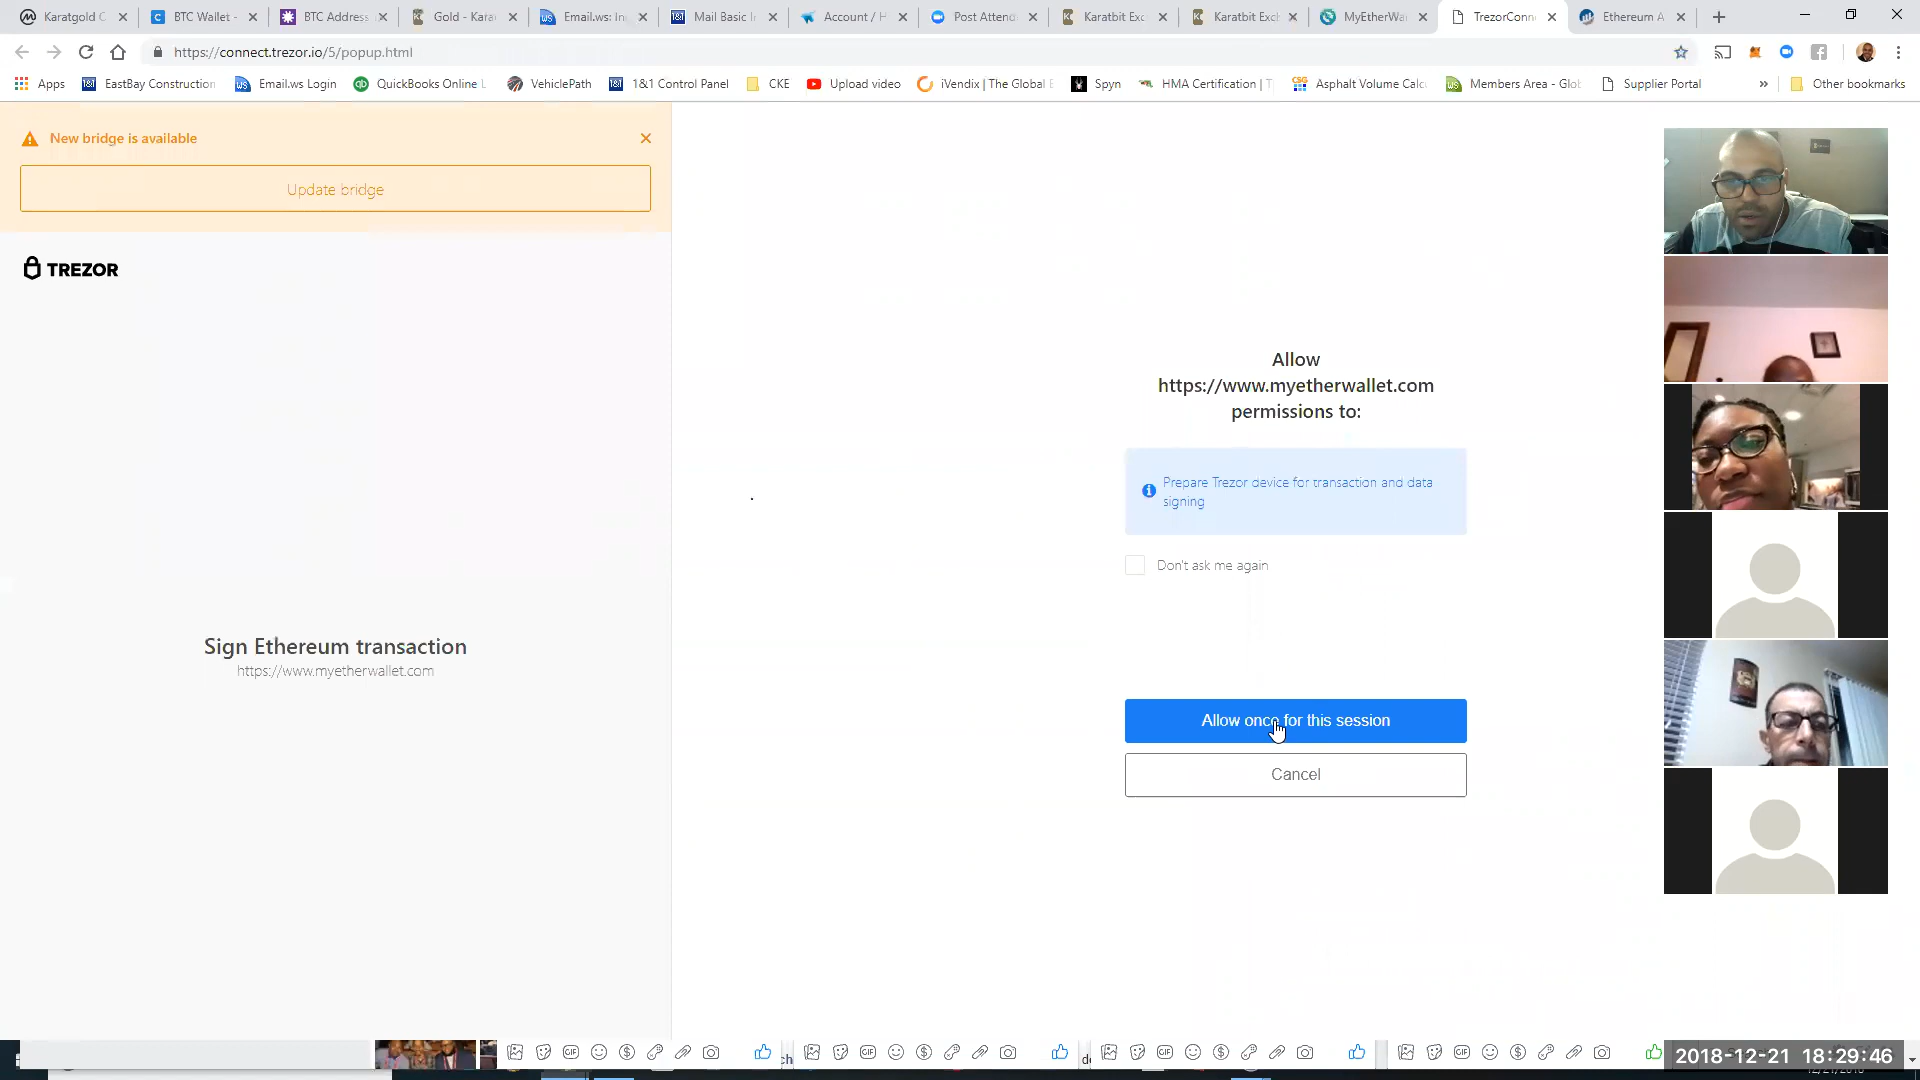 Karatgold C
BTC Wallet -
BTC Address
Gold - Kara
Email.ws: In
Mail Basic I
Account / H
Post Attend
Karatbit Exc
Karatbit Exch
MyEtherWa
TrezorConn
Ethereum A
https://connect.trezor.io/5/popup.html
Apps
EastBay Construction
Email.ws Login
QuickBooks Online L
VehiclePath
1&1 Control Panel
CKE
Upload video
iVendix | The Global E
Spyn
HMA Certification | T
Asphalt Volume Calcu
Members Area - Glo
Supplier Portal
»
Other bookmarks
New bridge is available
Update bridge
TREZOR
Sign Ethereum transaction
https://www.myetherwallet.com
Allow
https://www.myetherwallet.com
permissions to:
Prepare Trezor device for transaction and data
signing
Don't ask me again
Allow once for this session
Cancel
2018-12-21 18:29:46